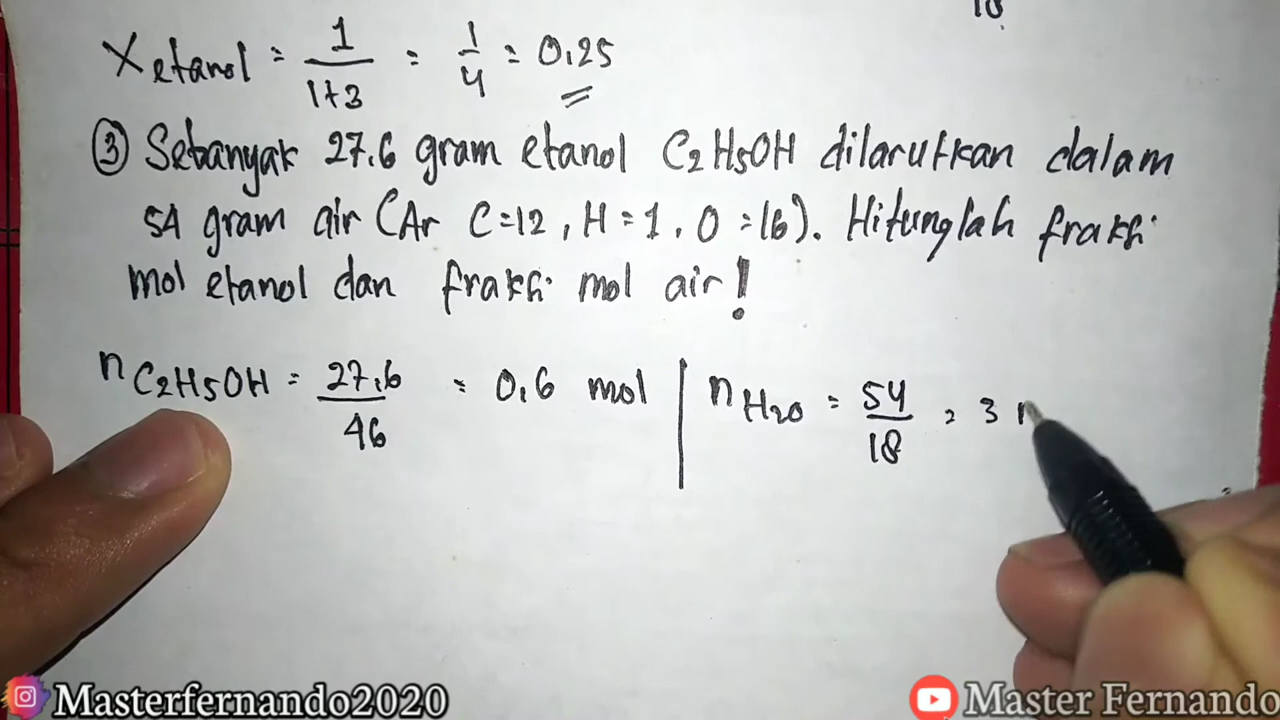 18
X etanol = 1/1+3 = 1/4 = 0.25
③ Sebanyak 27.6 gram etanol C2H5OH dilarutkan dalam
54 gram air (Ar C=12, H=1, O=16). Hitunglah fraksi
mol etanol dan fraksi mol air!
n C2H5OH = 27.6/46 = 0.6 mol | n H2O = 54/18 = 3
Masterfernando2020
Master Fernando